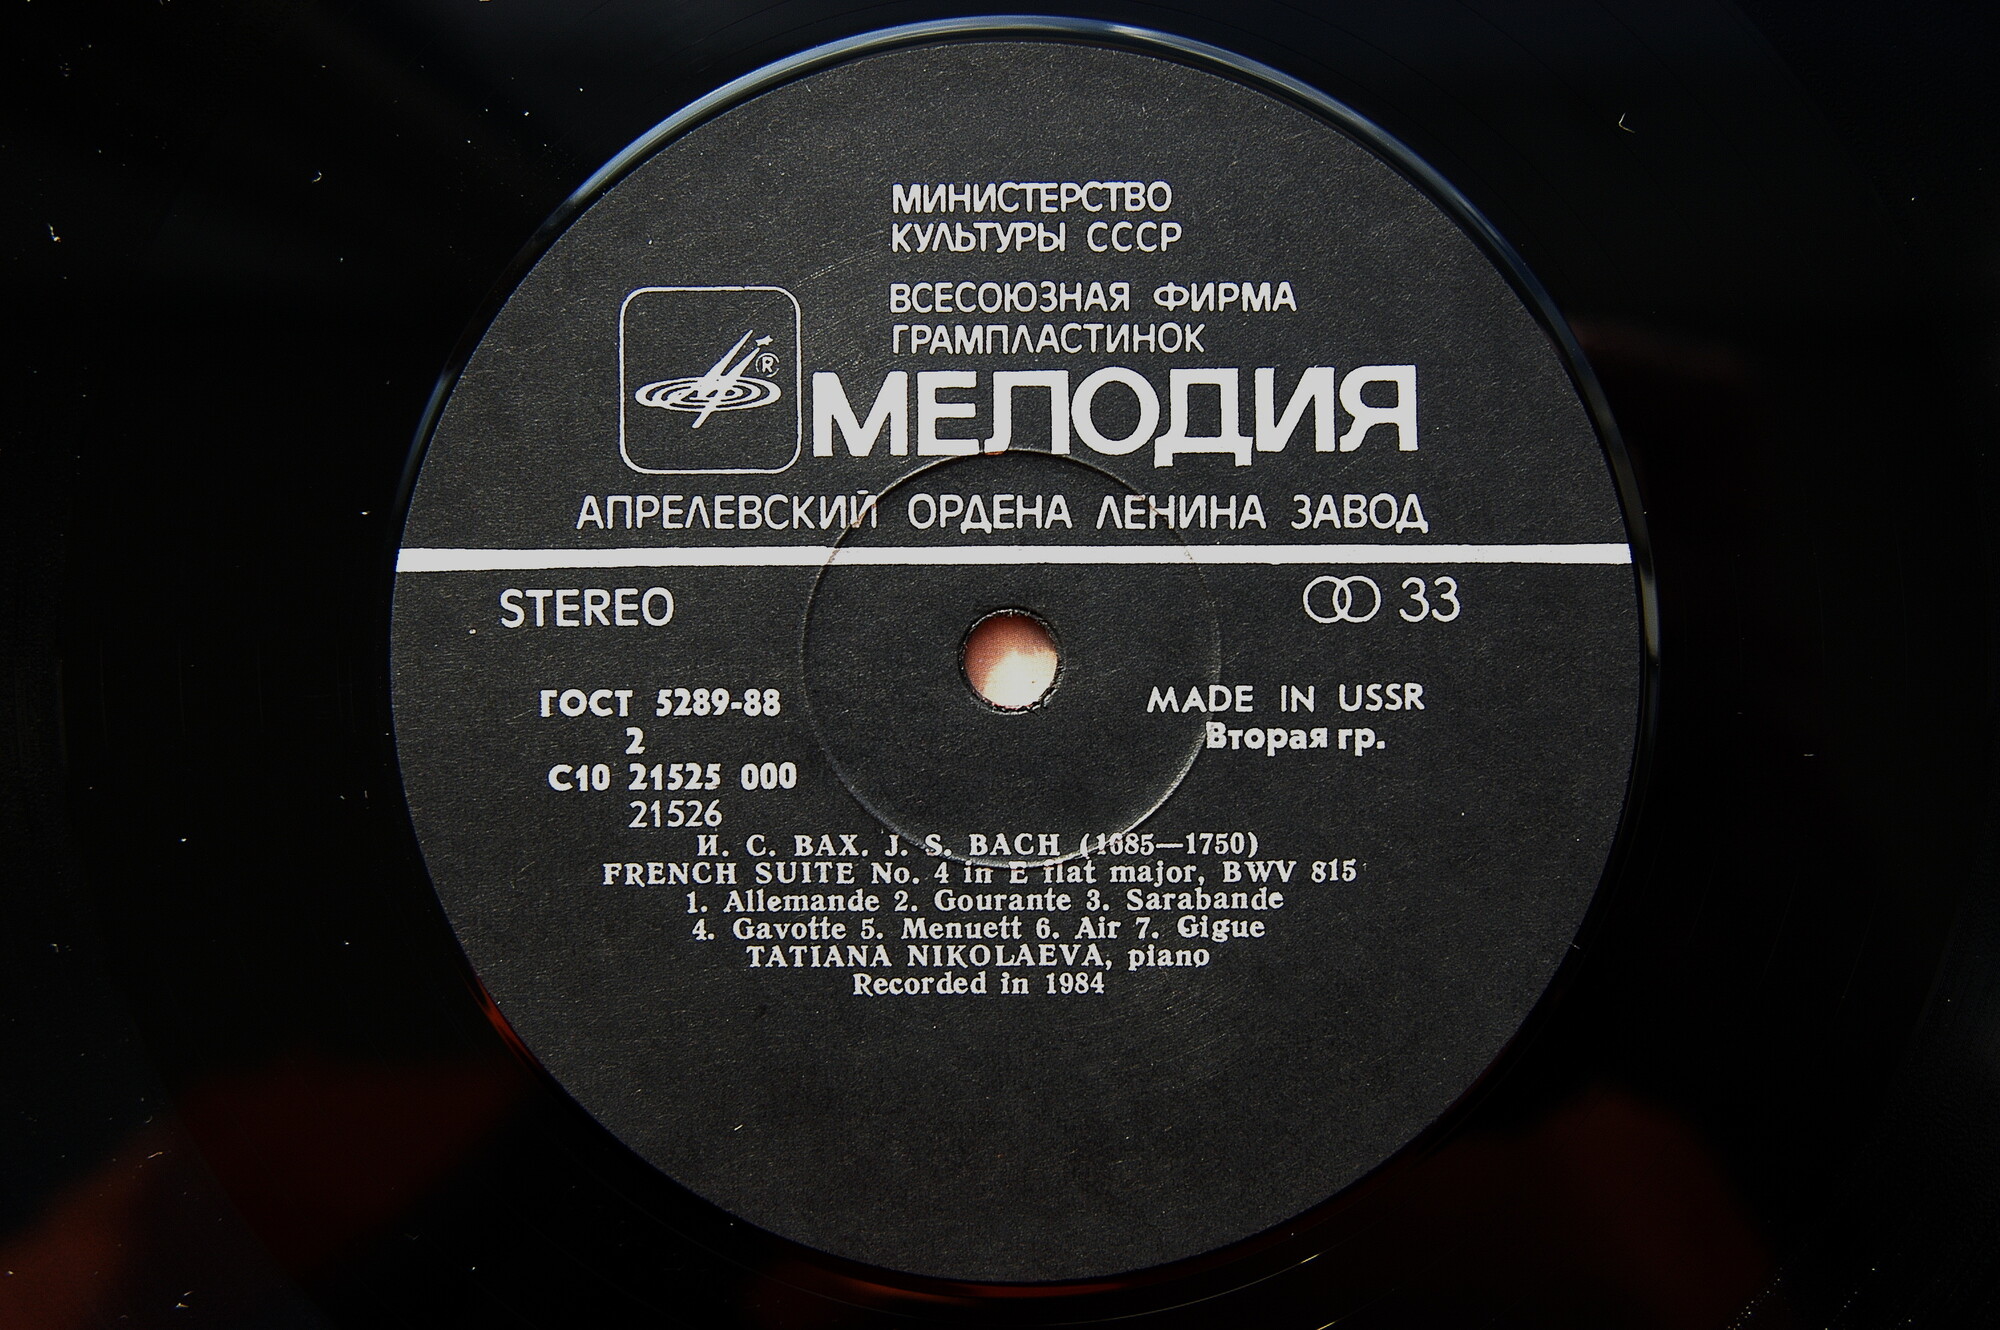 МИНИСТЕРСТВО
КУЛЬТУРЫ СССР
ВСЕСОЮЗНАЯ ФИРМА
ГРАМПЛАСТИНОК
®
МЕЛОДИЯ
АПРЕЛЕВСКИЙ ОРДЕНА ЛЕНИНА ЗАВОД
STEREO
33
ГОСТ 5289-88
MADE IN USSR
2
Вторая гр.
С10 21525 000
21526
И. С. БАХ. J. S. BACH (1685—1750)
FRENCH SUITE No. 4 in E flat major, BWV 815
1. Allemande 2. Gourante 3. Sarabande
4. Gavotte 5. Menuett 6. Air 7. Gigue
TATIANA NIKOLAEVA, piano
Recorded in 1984